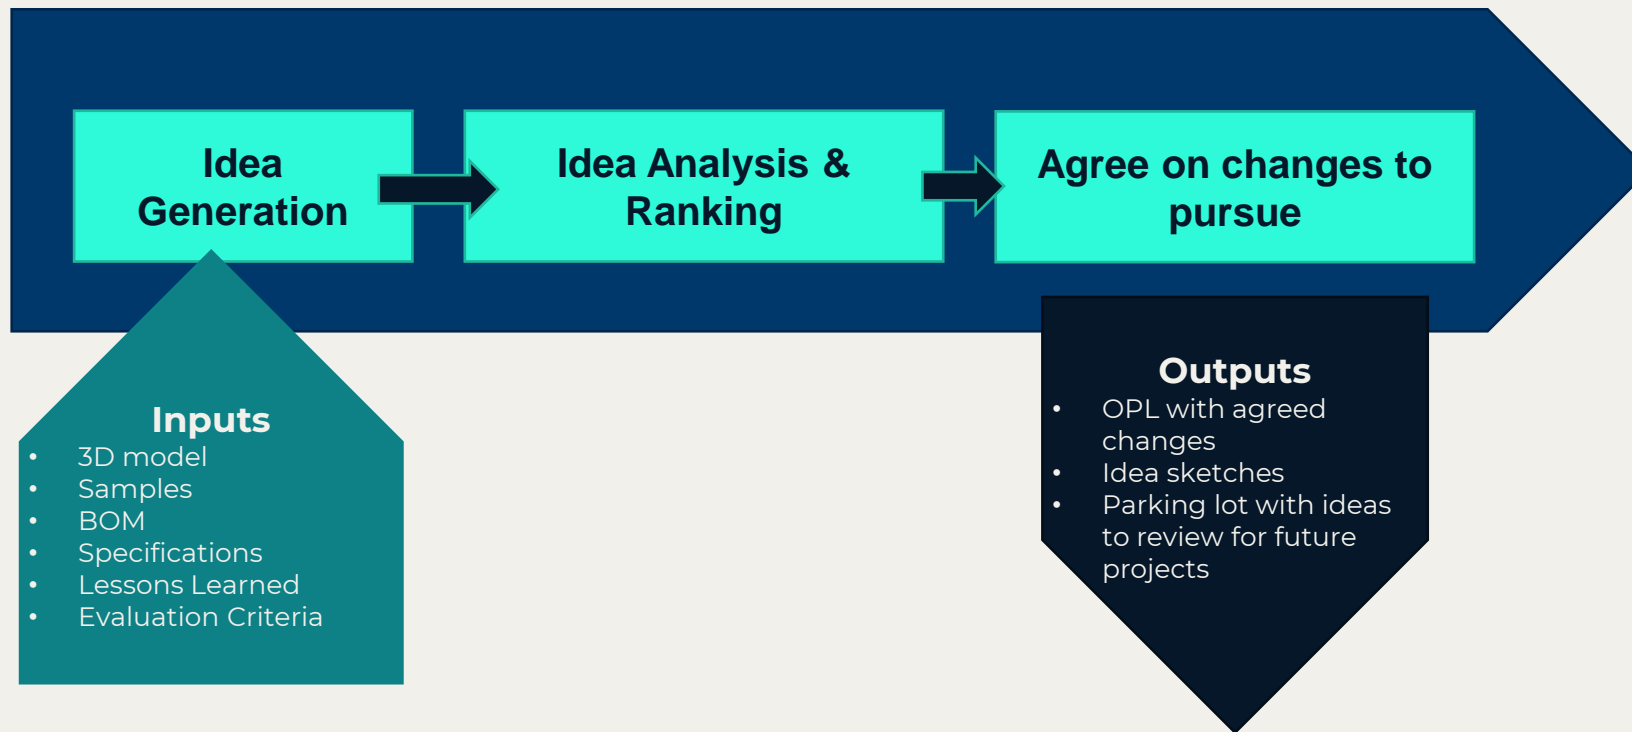 Idea
Generation
Idea Analysis &
Ranking
Agree on changes to
pursue
Inputs
• 3D model
• Samples
• BOM
• Specifications
• Lessons Learned
• Evaluation Criteria
Outputs
• OPL with agreed
changes
• Idea sketches
• Parking lot with ideas
to review for future
projects